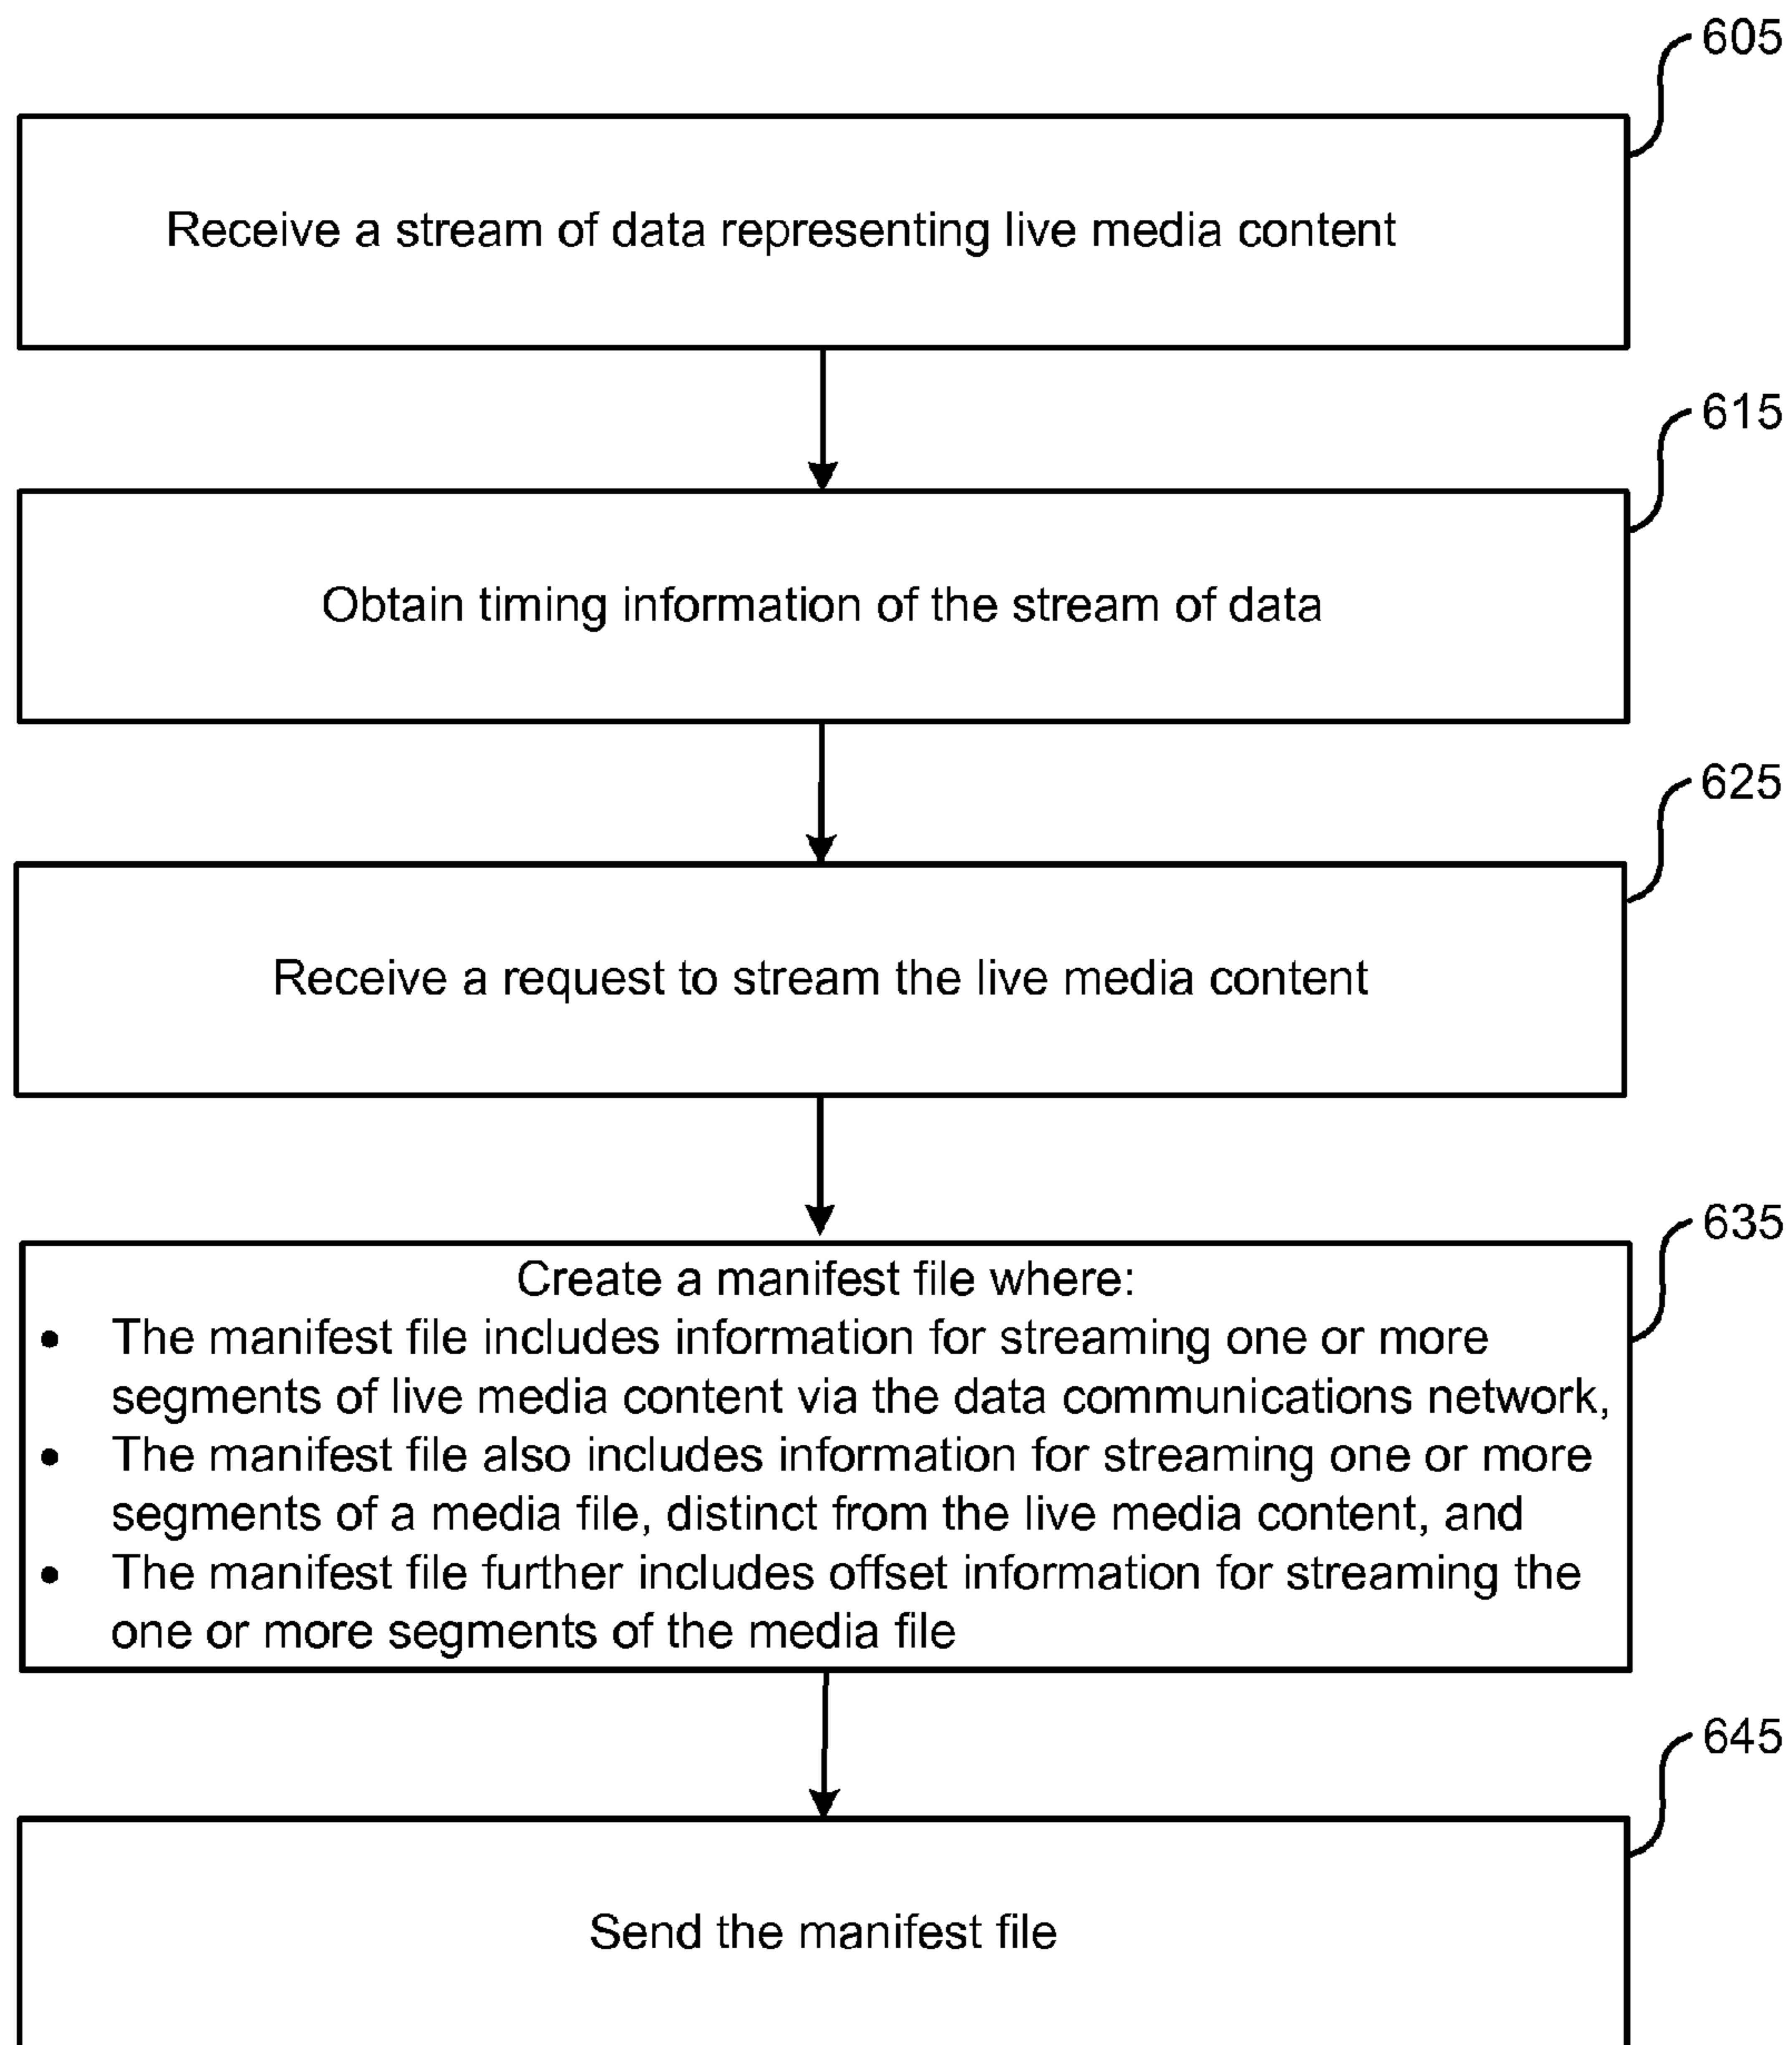 605
Receive a stream of data representing live media content
615
Obtain timing information of the stream of data
625
Receive a request to stream the live media content
635
Create a manifest file where:
• The manifest file includes information for streaming one or more
segments of live media content via the data communications network,
• The manifest file also includes information for streaming one or more
segments of a media file, distinct from the live media content, and
• The manifest file further includes offset information for streaming the
one or more segments of the media file
645
Send the manifest file